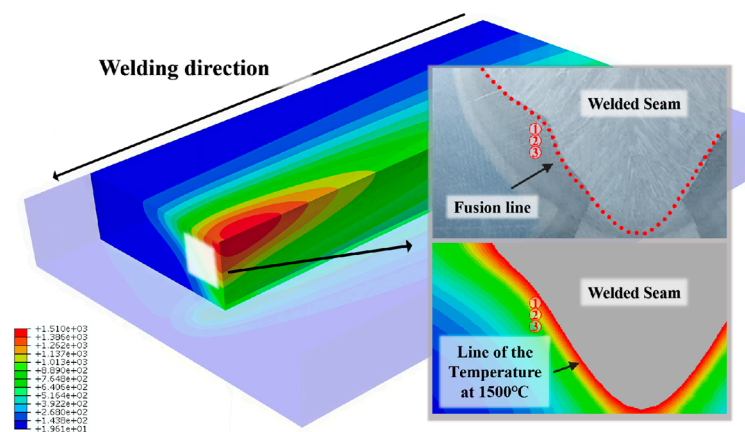 Welding direction
Welded Seam
1
2
3
Fusion line
Welded Seam
1
2
3
Line of the
Temperature
at 1500°C
+1.510e+03
+1.386e+03
+1.262e+03
+1.137e+03
+1.013e+03
+8.890e+02
+7.648e+02
+6.406e+02
+5.164e+02
+3.922e+02
+2.680e+02
+1.438e+02
+1.961e+01